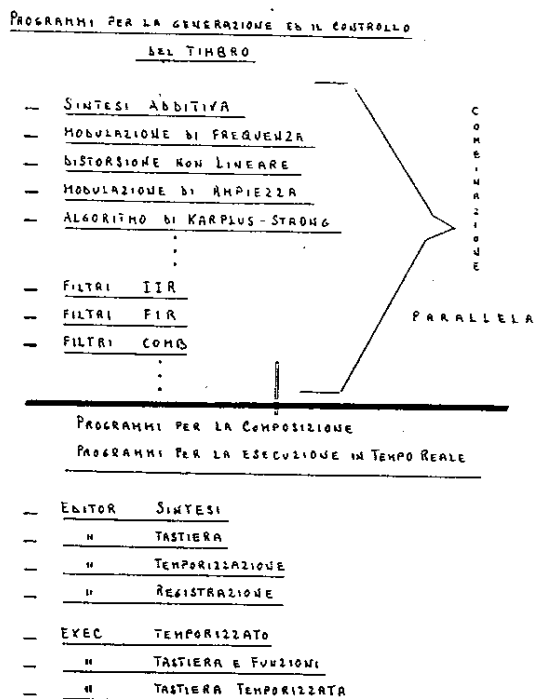 PROGRAMMI PER LA GENERAZIONE ED IL CONTROLLO
DEL TIMBRO
— SINTESI ADDITIVA
— MODULAZIONE DI FREQUENZA
— DISTORSIONE NON LINEARE
— MODULAZIONE DI AMPIEZZA
— ALGORITMO DI KARPLUS-STRONG
— FILTRI IIR
— FILTRI FIR
— FILTRI COMB
COMBINAZIONE
PARALLELA
PROGRAMMI PER LA COMPOSIZIONE
PROGRAMMI PER LA ESECUZIONE IN TEMPO REALE
— EDITOR SINTESI
— " TASTIERA
— " TEMPORIZZAZIONE
— " REGISTRAZIONE
— EXEC TEMPORIZZATO
— " TASTIERA E FUNZIONI
— " TASTIERA TEMPORIZZATA